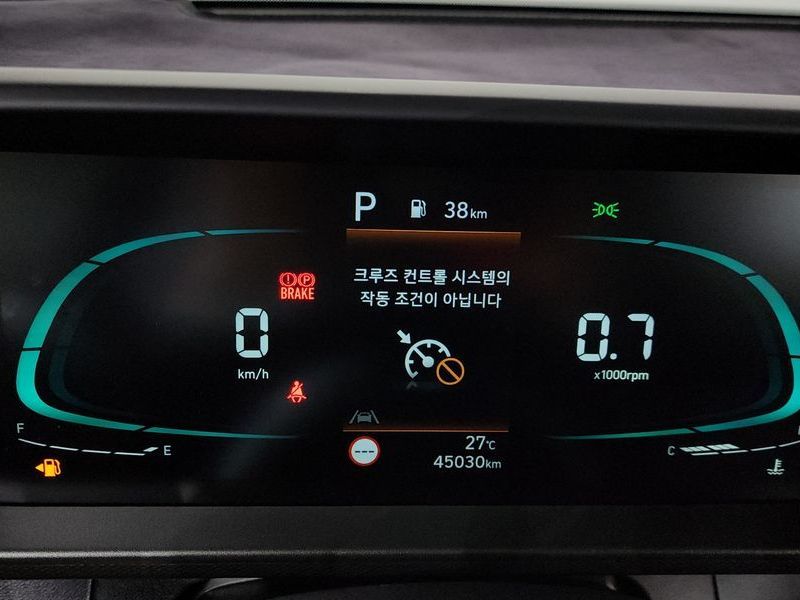 P 38km
크루즈 컨트롤 시스템의
작동 조건이 아닙니다
BRAKE
0
km/h
0.7
x1000rpm
F E
C
---
27℃
45030km